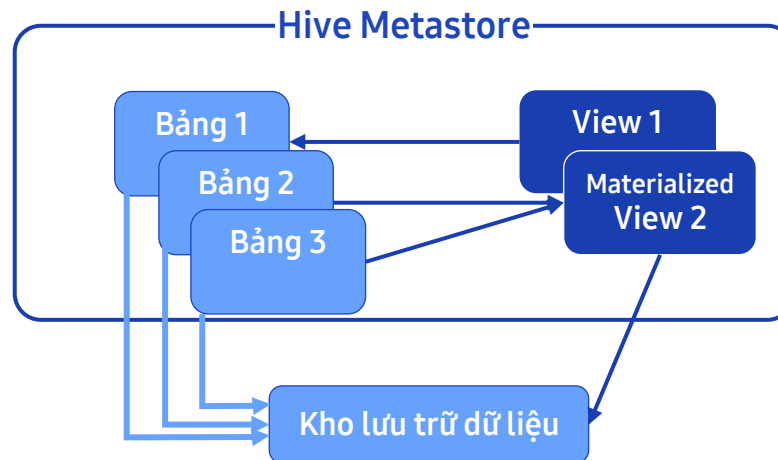 Hive Metastore
Bảng 1
View 1
Bảng 2
Materialized
View 2
Bảng 3
Kho lưu trữ dữ liệu